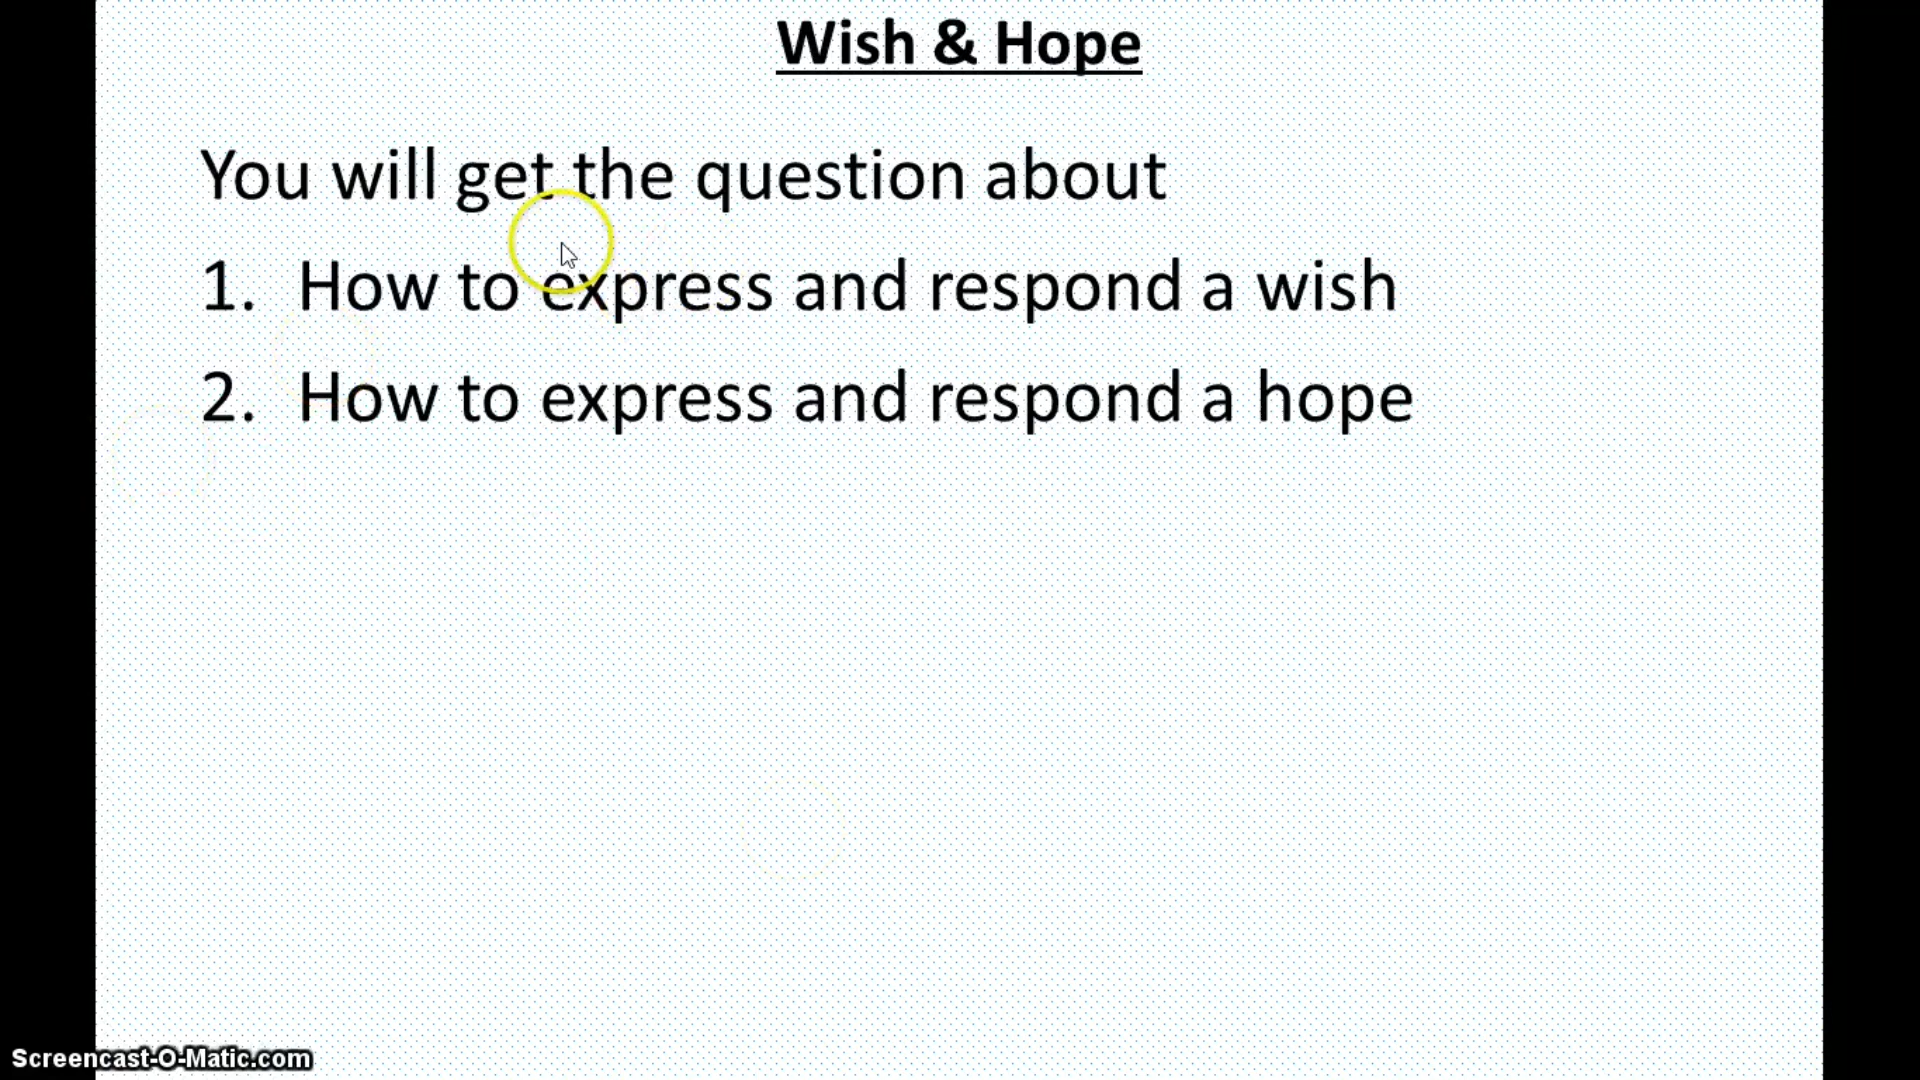 Wish & Hope
You will get the question about
1. How to express and respond a wish
2. How to express and respond a hope
Screencast-O-Matic.com